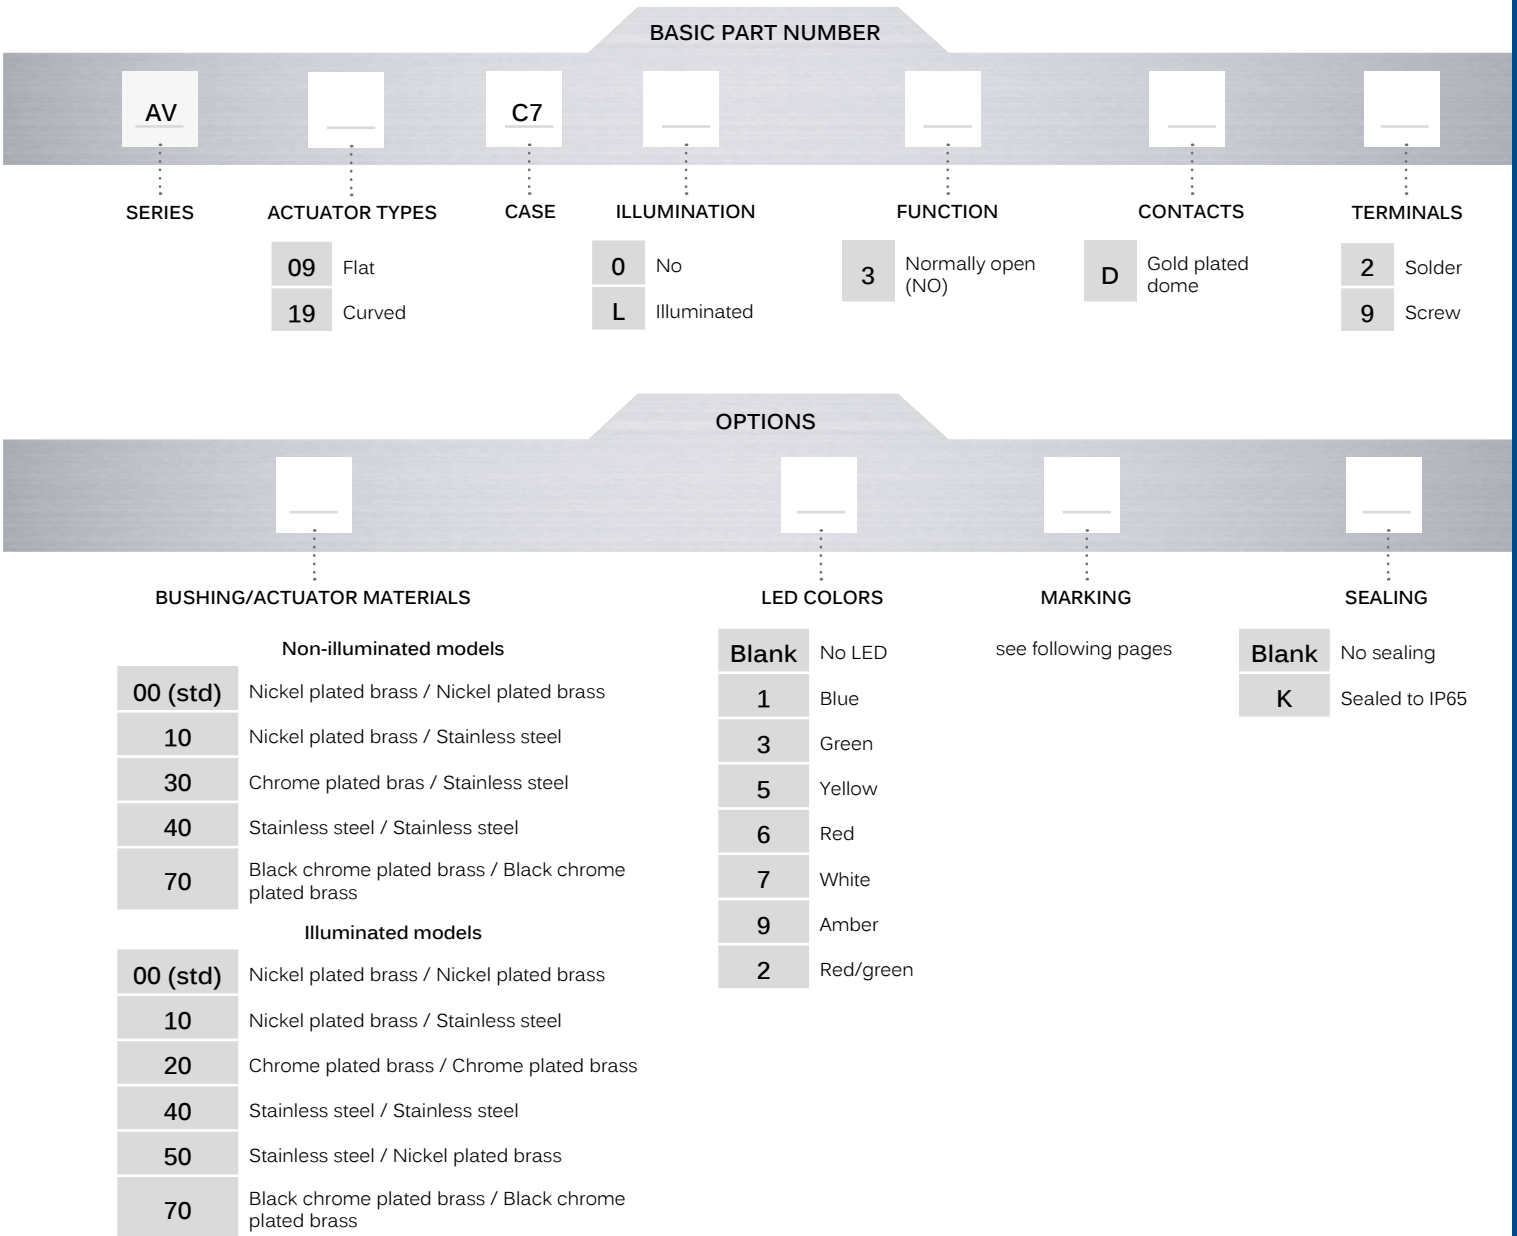 BASIC PART NUMBER
AV
C7
SERIES
ACTUATOR TYPES
CASE
ILLUMINATION
FUNCTION
CONTACTS
TERMINALS
09 Flat
19 Curved
0 No
L Illuminated
3 Normally open
(NO)
D Gold plated
dome
2 Solder
9 Screw
OPTIONS
BUSHING/ACTUATOR MATERIALS
Non-illuminated models
00 (std) Nickel plated brass / Nickel plated brass
10 Nickel plated brass / Stainless steel
30 Chrome plated bras / Stainless steel
40 Stainless steel / Stainless steel
70 Black chrome plated brass / Black chrome
plated brass
Illuminated models
00 (std) Nickel plated brass / Nickel plated brass
10 Nickel plated brass / Stainless steel
20 Chrome plated brass / Chrome plated brass
40 Stainless steel / Stainless steel
50 Stainless steel / Nickel plated brass
70 Black chrome plated brass / Black chrome
plated brass
LED COLORS
Blank No LED
1 Blue
3 Green
5 Yellow
6 Red
7 White
9 Amber
2 Red/green
MARKING
see following pages
SEALING
Blank No sealing
K Sealed to IP65